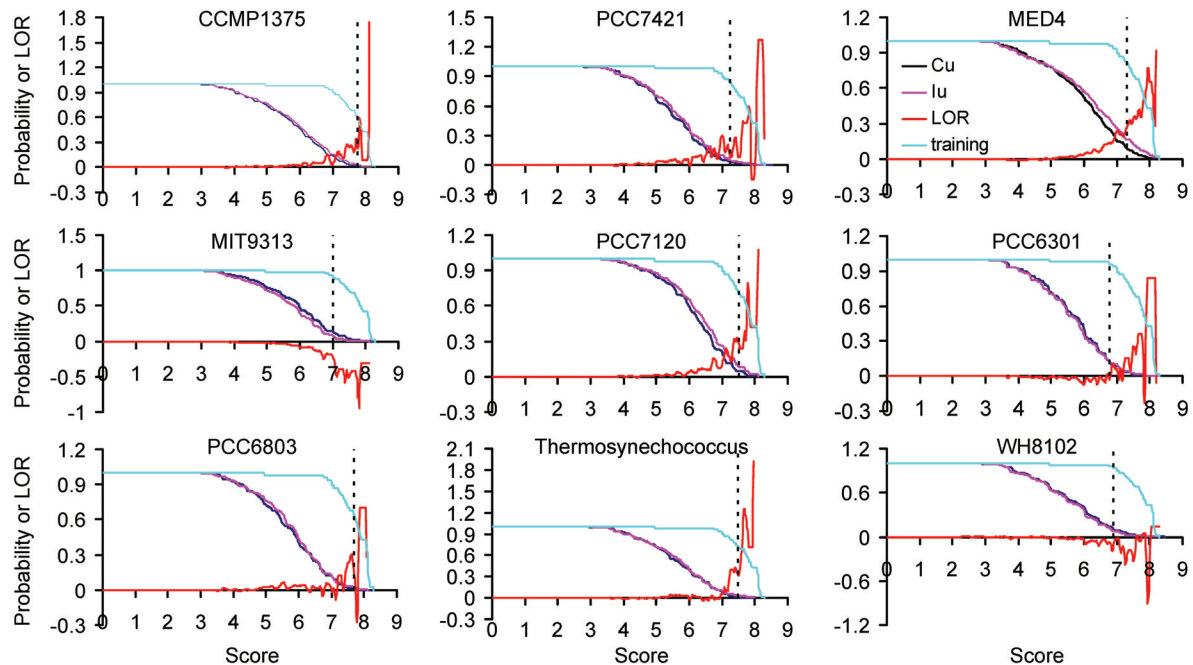 CCMP1375
PCC7421
MED4
Probability or LOR
1.8
1.5
1.2
0.9
0.6
0.3
0
-0.3
0 1 2 3 4 5 6 7 8 9
1.5
1.2
0.9
0.6
0.3
0
-0.3
0 1 2 3 4 5 6 7 8 9
1.2
0.9
0.6
0.3
0
-0.3
0 1 2 3 4 5 6 7 8 9
Cu
Iu
LOR
training
MIT9313
PCC7120
PCC6301
Probability or LOR
1.5
1
0.5
0
-0.5
-1
0 1 2 3 4 5 6 7 8 9
1.2
0.9
0.6
0.3
0
-0.3
0 1 2 3 4 5 6 7 8 9
1.2
0.9
0.6
0.3
0
-0.3
0 1 2 3 4 5 6 7 8 9
PCC6803
Thermosynechococcus
WH8102
Probability or LOR
1.2
0.9
0.6
0.3
0
-0.3
0 1 2 3 4 5 6 7 8 9
Score
2.1
1.8
1.5
1.2
0.9
0.6
0.3
0
-0.3
0 1 2 3 4 5 6 7 8 9
Score
1.2
0.6
0
-0.6
-1.2
0 1 2 3 4 5 6 7 8 9
Score